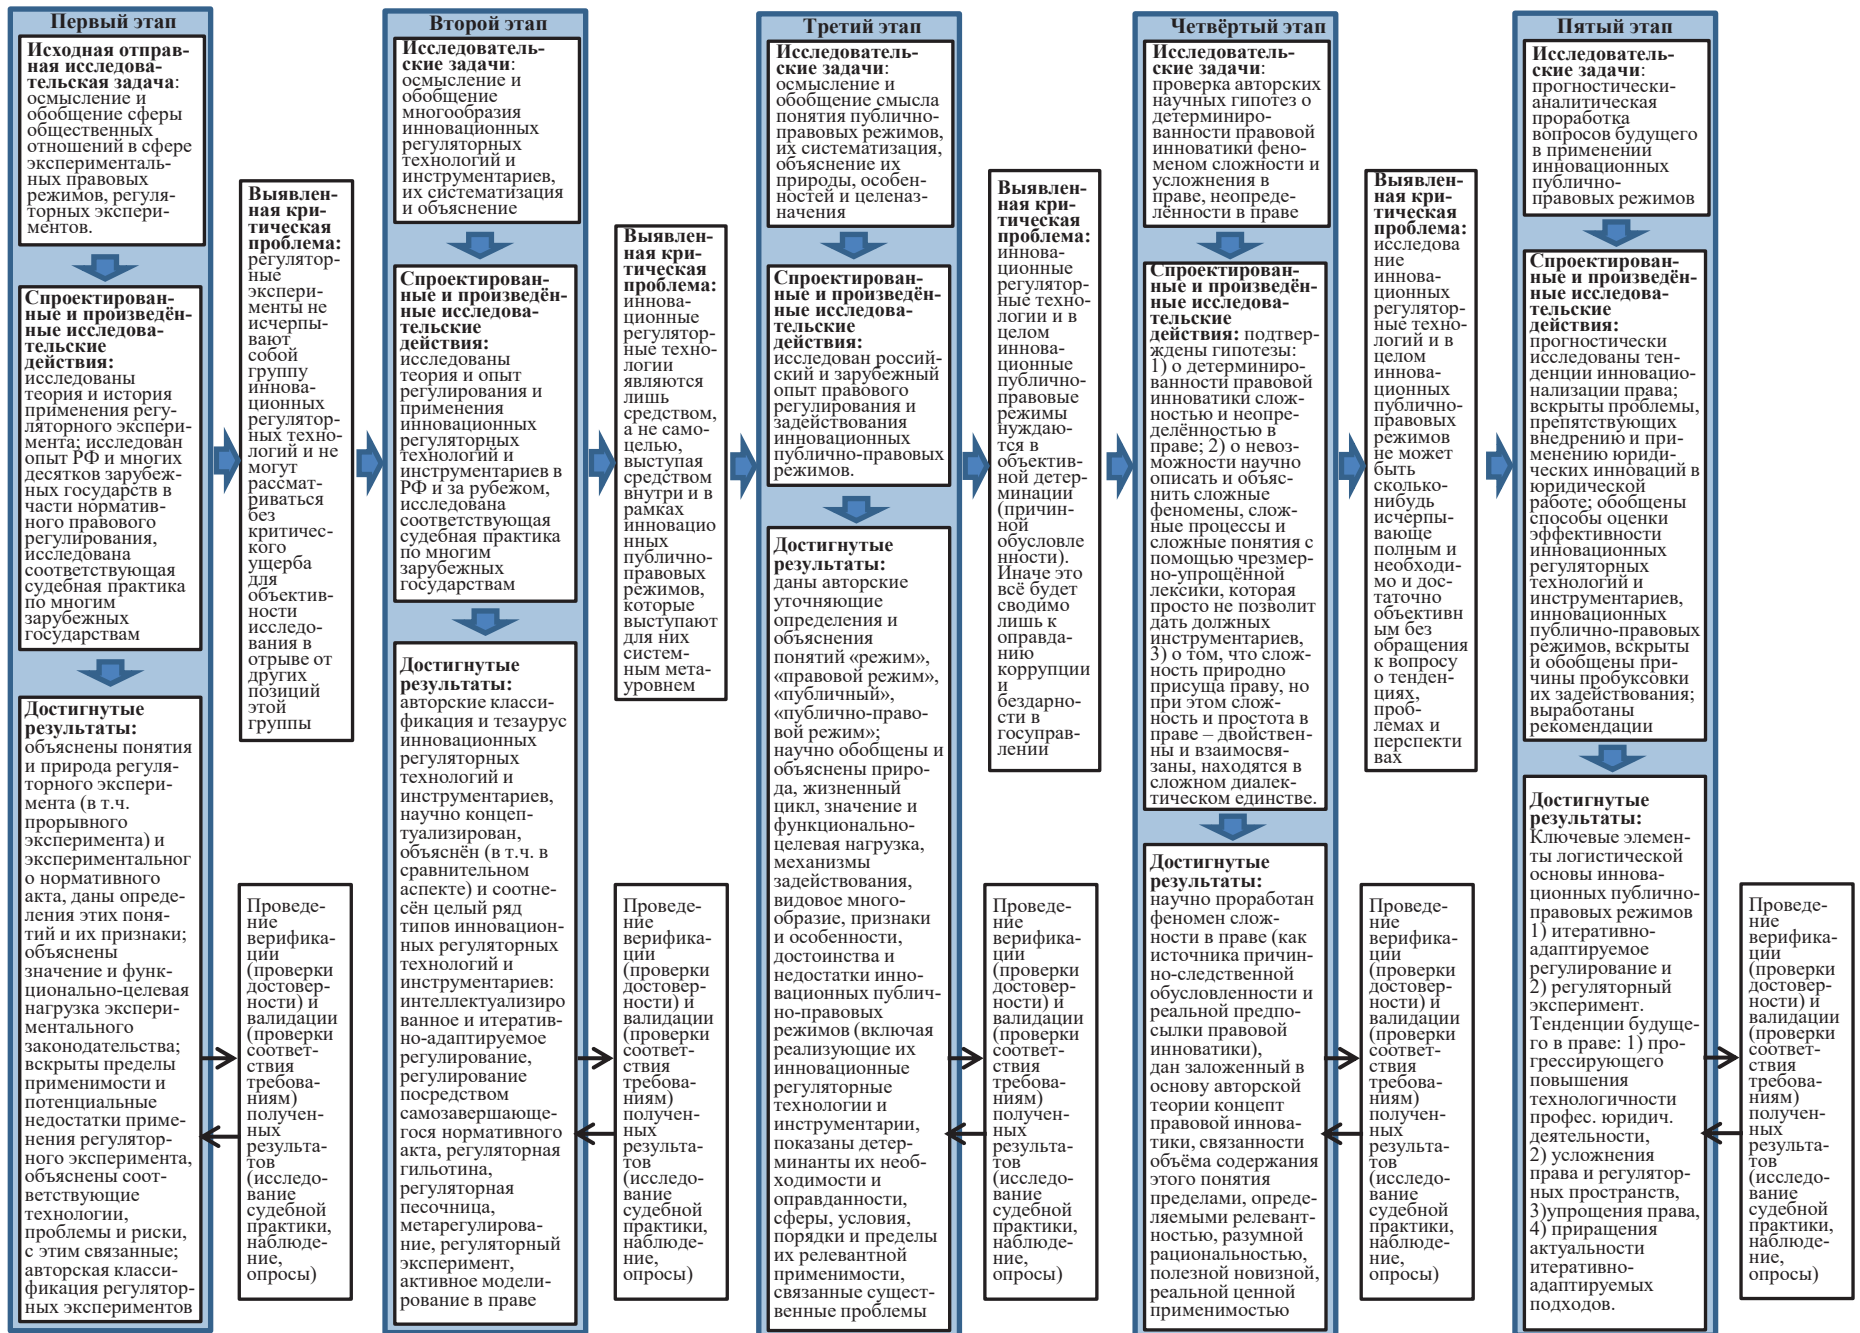 Первый этап
Исходная отправ-
ная исследова-
тельская задача:
осмысление и
обобщение сферы
общественных
отношений в сфере
эксперименталь-
ных правовых
режимов, регуля-
торных экспери-
ментов.
Спроектирован-
ные и произведён-
ные исследова-
тельские
действия:
исследованы
теория и история
применения регу-
ляторного экспери-
мента; исследован
опыт РФ и многих
десятков зарубеж-
ных государств в
части норматив-
ного правового
регулирования,
исследована
соответствующая
судебная практика
по многим
зарубежных
государствам
Достигнутые
результаты:
объяснены понятия
и природа регуля-
торного экспери-
мента (в т.ч.
прорывного
эксперимента) и
экспериментальног
о нормативного
акта, даны опреде-
ления этих поня-
тий и их признаки;
объяснены
значение и функ-
ционально-целевая
нагрузка экспери-
ментального
законодательства;
вскрыты пределы
применимости и
потенциальные
недостатки приме-
нения регулятор-
ного эксперимента,
объяснены соот-
ветствующие
технологии,
проблемы и риски,
с этим связанные;
авторская класси-
фикация регулятор-
ных экспериментов
Выявлен-
ная кри-
тическая
проблема:
регулятор-
ные
экспери-
менты не
исчерпы-
вают
собой
группу
иннова-
ционных
регулятор-
ных техно-
логий и не
могут
рассмат-
риваться
без
критичес-
кого
ущерба
для
объектив-
ности
исследо-
вания в
отрыве от
других
позиций
этой
группы
Проведе-
ние
верифика-
ции
(проверки
достовер-
ности) и
валидации
(проверки
соответ-
ствия
требова-
ниям)
получен-
ных
результа-
тов
(исследо-
вание
судебной
практики,
наблюде-
ние,
опросы)
Второй этап
Исследователь-
ские задачи:
осмысление и
обобщение
многообразия
инновационных
регуляторных
технологий и
инструментариев,
их систематизация
и объяснение
Спроектирован-
ные и произведён-
ные исследова-
тельские
действия:
исследованы
теория и опыт
регулирования и
применения
инновационных
регуляторных
технологий и
инструментариев в
РФ и за рубежом,
исследована
соответствующая
судебная практика
по многим
зарубежных
государствам
Достигнутые
результаты:
авторские класси-
фикация и тезаурус
инновационных
регуляторных
технологий и
инструментариев,
научно концеп-
туализирован,
объяснён (в т.ч. в
сравнительном
аспекте) и соотне-
сён целый ряд
типов инновацион-
ных регуляторных
технологий и
инструментариев:
интеллектуализиро
ванное и итератив-
но-адаптируемое
регулирование,
регулирование
посредством
самозавершающе-
гося нормативного
акта, регуляторная
гильотина,
регуляторная
песочница,
метарегулирова-
ние, регуляторный
эксперимент,
активное модели-
рование в праве
Выявлен-
ная кри-
тическая
проблема:
иннова-
ционные
регулятор-
ные техно-
логии
являются
лишь
средством,
а не само-
целью,
выступая
средством
внутри и в
рамках
инновацио
нных
публично-
правовых
режимов,
которые
выступают
для них
систем-
ным мета-
уровнем
Проведе-
ние
верифика-
ции
(проверки
достовер-
ности) и
валидации
(проверки
соответ-
ствия
требова-
ниям)
получен-
ных
результа-
тов
(исследо-
вание
судебной
практики,
наблюде-
ние,
опросы)
Третий этап
Исследователь-
ские задачи:
осмысление и
обобщение смысла
понятия публично-
правовых режимов,
их систематизация,
объяснение их
природы, особен-
ностей и целеназ-
начения
Спроектирован-
ные и произведён-
ные исследова-
тельские
действия:
исследован россий-
ский и зарубежный
опыт правового
регулирования и
задействования
инновационных
публично-правовых
режимов.
Достигнутые
результаты:
даны авторские
уточняющие
определения и
объяснения
понятий «режим»,
«правовой режим»,
«публичный»,
«публично-право-
вой режим»;
научно обобщены и
объяснены приро-
да, жизненный
цикл, значение и
функционально-
целевая нагрузка,
механизмы
задействования,
видовое много-
образие, признаки
и особенности,
достоинства и
недостатки инно-
вационных публич-
но-правовых
режимов (включая
реализующие их
инновационные
регуляторные
технологии и
инструментарии,
показаны детер-
минанты их необ-
ходимости и
оправданности,
сферы, условия,
порядки и пределы
их релевантной
применимости,
связанные сущест-
венные проблемы
Выявлен-
ная кри-
тическая
проблема:
иннова-
ционные
регулятор-
ные техно-
логии и в
целом
иннова-
ционные
публично-
правовые
режимы
нуждаю-
тся в
объектив-
ной детер-
минации
(причин-
ной
обусловле
нности).
Иначе это
всё будет
сводимо
лишь к
оправда-
нию
коррупции
и
бездарно-
сти в
госуправ-
лении
Проведе-
ние
верифика-
ции
(проверки
достовер-
ности) и
валидации
(проверки
соответ-
ствия
требова-
ниям)
получен-
ных
результа-
тов
(исследо-
вание
судебной
практики,
наблюде-
ние,
опросы)
Четвёртый этап
Исследователь-
ские задачи:
проверка авторских
научных гипотез о
детерминиро-
ванности правовой
инноватики фено-
меном сложности и
усложнения в
праве, неопреде-
лённости в праве
Спроектирован-
ные и произведён-
ные исследова-
тельские
действия: подтвер-
ждены гипотезы:
1) о детерминиро-
ванности правовой
инноватики слож-
ностью и неопре-
делённостью в
праве; 2) о невоз-
можности научно
описать и объяс-
нить сложные
феномены, слож-
ные процессы и
сложные понятия с
помощью чрезмер-
но-упрощённой
лексики, которая
просто не позволит
дать должных
инструментариев,
3) о том, что слож-
ность природно
присуща праву, но
при этом слож-
ность и простота в
праве – двойствен-
ны и взаимосвя-
заны, находятся в
сложном диалек-
тическом единстве.
Достигнутые
результаты:
научно проработан
феномен слож-
ности в праве (как
источника причин-
но-следственной
обусловленности и
реальной предпо-
сылки правовой
инноватики),
дан заложенный в
основу авторской
теории концепт
правовой иннова-
тики, связанности
объёма содержания
этого понятия
пределами, опреде-
ляемыми релевант-
ностью, разумной
рациональностью,
полезной новизной,
реальной ценной
применимостью
Выявлен-
ная кри-
тическая
проблема:
исследова
ние
иннова-
ционных
регулятор-
ные техно-
логий и в
целом
иннова-
ционных
публично-
правовых
режимов
не может
быть
сколько-
нибудь
исчерпы-
вающе
полным и
необходи-
мо и дос-
таточно
объективн
ым без
обращения
к вопросу
о тенден-
циях,
проб-
лемах и
перспекти
вах
Проведе-
ние
верифика-
ции
(проверки
достовер-
ности) и
валидации
(проверки
соответ-
ствия
требова-
ниям)
получен-
ных
результа-
тов
(исследо-
вание
судебной
практики,
наблюде-
ние,
опросы)
Пятый этап
Исследователь-
ские задачи:
прогностически-
аналитическая
проработка
вопросов будущего
в применении
инновационных
публично-
правовых режимов
Спроектирован-
ные и произведён-
ные исследова-
тельские
действия:
прогностически
исследованы тен-
денции инновацио-
нализации права;
вскрыты проблемы,
препятствующих
внедрению и при-
менению юриди-
ческих инноваций в
юридической
работе; обобщены
способы оценки
эффективности
инновационных
регуляторных
технологий и
инструментариев,
инновационных
публично-правовых
режимов, вскрыты
и обобщены при-
чины пробуксовки
их задействования;
выработаны
рекомендации
Достигнутые
результаты:
Ключевые элемен-
ты логистической
основы иннова-
ционных публично-
правовых режимов
1) итеративно-
адаптируемое
регулирование и
2) регуляторный
эксперимент.
Тенденции будуще-
го в праве: 1) про-
грессирующего
повышения
технологичности
профес. юридич.
деятельности,
2) усложнения
права и регулятор-
ных пространств,
3)упрощения права,
4) приращения
актуальности
итеративно-
адаптируемых
подходов.
Проведе-
ние
верифика-
ции
(проверки
достовер-
ности) и
валидации
(проверки
соответ-
ствия
требова-
ниям)
получен-
ных
результа-
тов
(исследо-
вание
судебной
практики,
наблюде-
ние,
опросы)